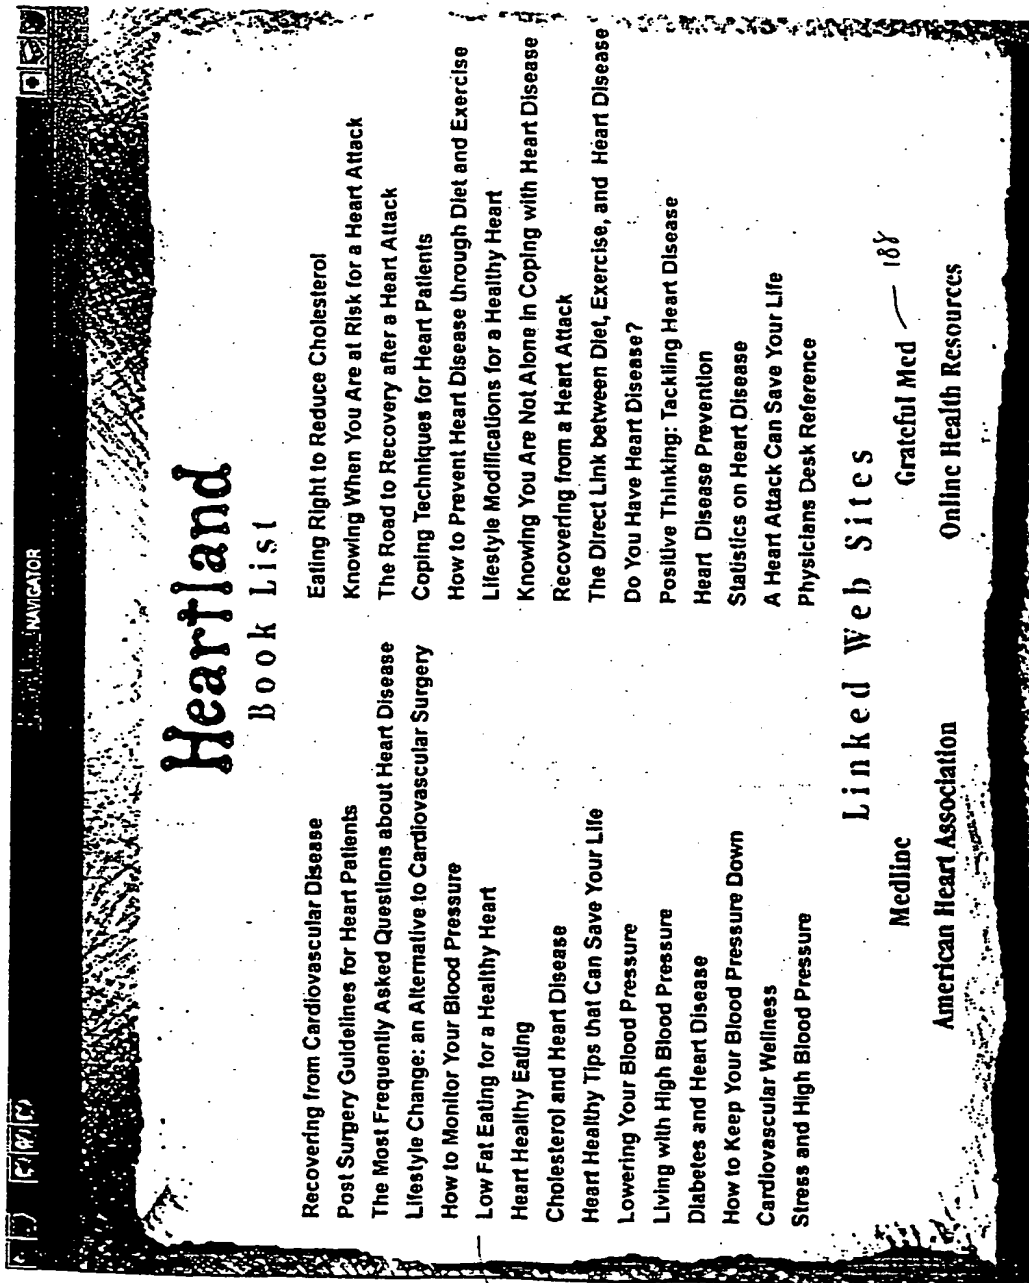 NAVIGATOR
Heartland
Book List
Recovering from Cardiovascular Disease
Post Surgery Guidelines for Heart Patients
The Most Frequently Asked Questions about Heart Disease
Lifestyle Change: an Alternative to Cardiovascular Surgery
How to Monitor Your Blood Pressure
Low Fat Eating for a Healthy Heart
Heart Healthy Eating
Cholesterol and Heart Disease
Heart Healthy Tips that Can Save Your Life
Lowering Your Blood Pressure
Living with High Blood Pressure
Diabetes and Heart Disease
How to Keep Your Blood Pressure Down
Cardiovascular Wellness
Stress and High Blood Pressure
Eating Right to Reduce Cholesterol
Knowing When You Are at Risk for a Heart Attack
The Road to Recovery after a Heart Attack
Coping Techniques for Heart Patients
How to Prevent Heart Disease through Diet and Exercise
Lifestyle Modifications for a Healthy Heart
Knowing You Are Not Alone in Coping with Heart Disease
Recovering from a Heart Attack
The Direct Link between Diet, Exercise, and Heart Disease
Do You Have Heart Disease?
Positive Thinking: Tackling Heart Disease
Heart Disease Prevention
Statistics on Heart Disease
A Heart Attack Can Save Your Life
Physicians Desk Reference
Linked Web Sites
Medline
Grateful Med
188
American Heart Association
Online Health Resources